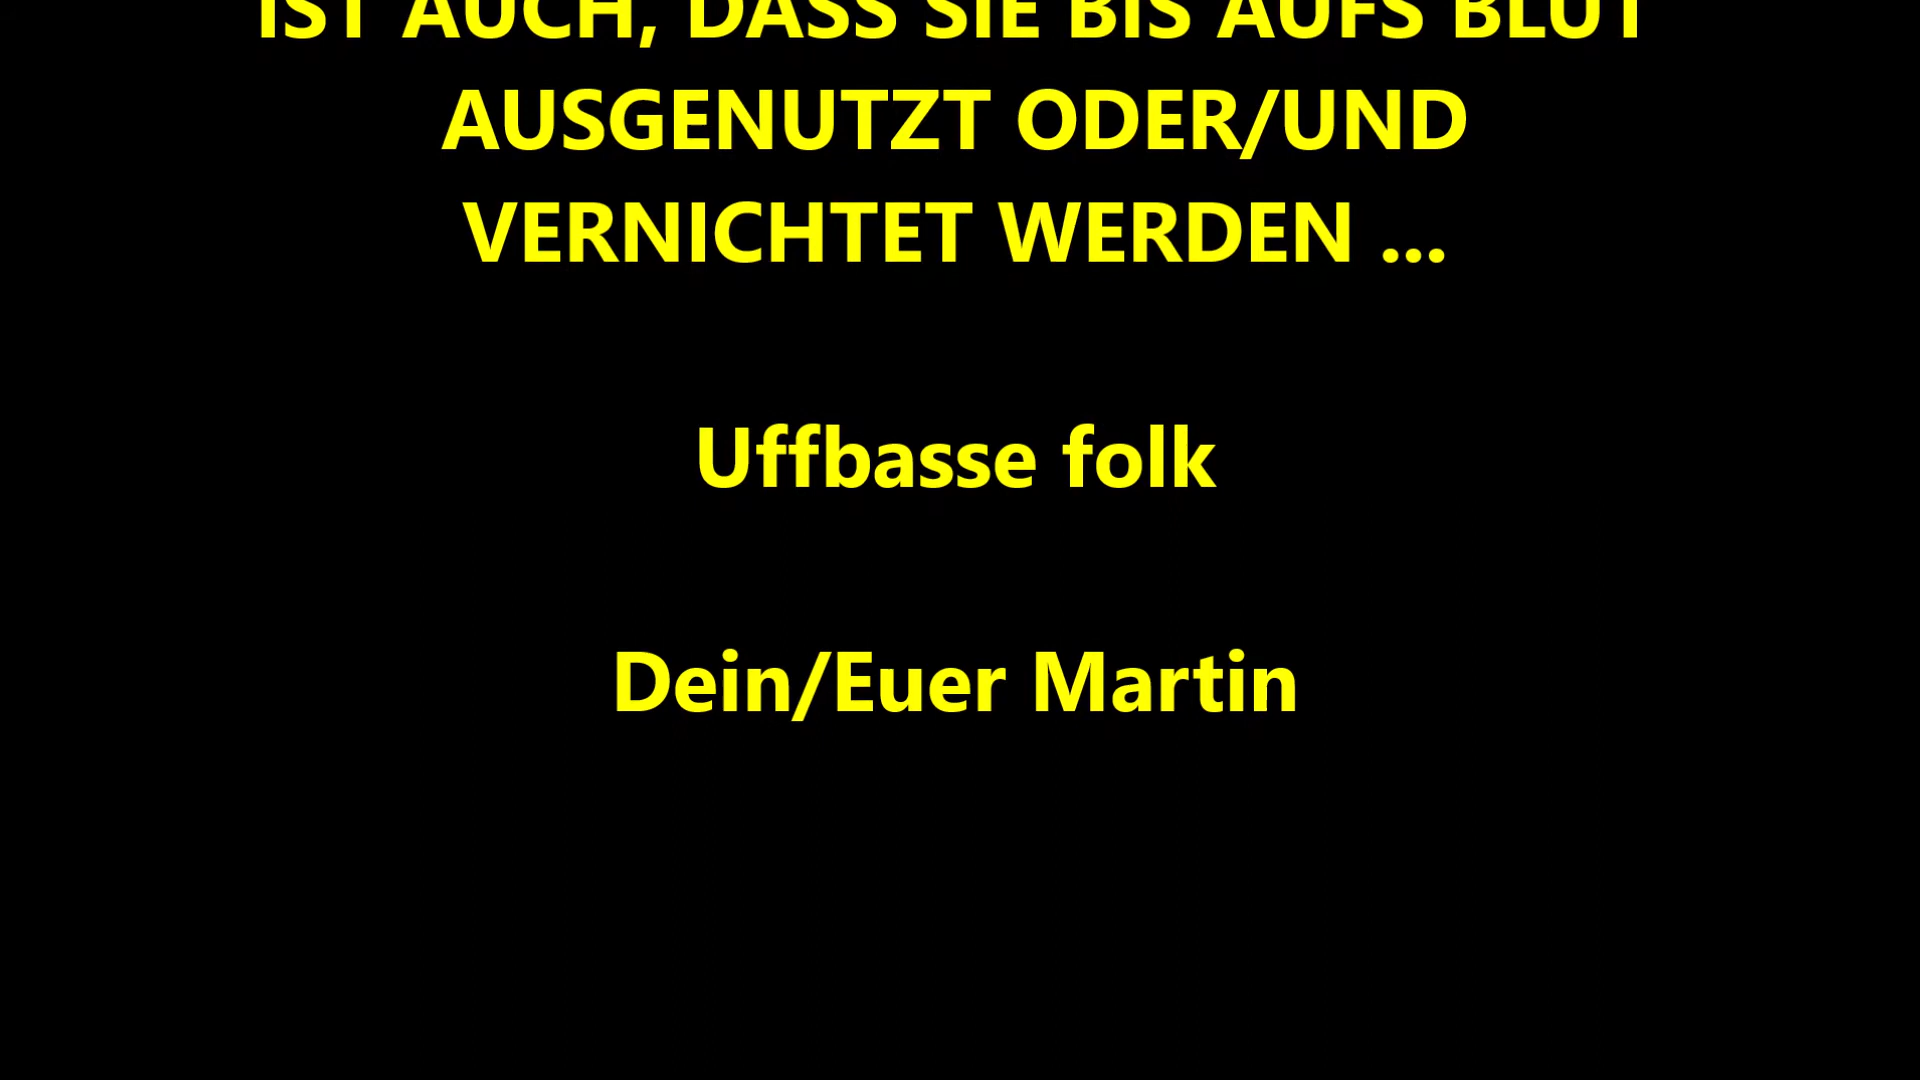 IST AUCH, DASS SIE BIS AUFS BLUT
AUSGENUTZT ODER/UND
VERNICHTET WERDEN ...
Uffbasse folk
Dein/Euer Martin